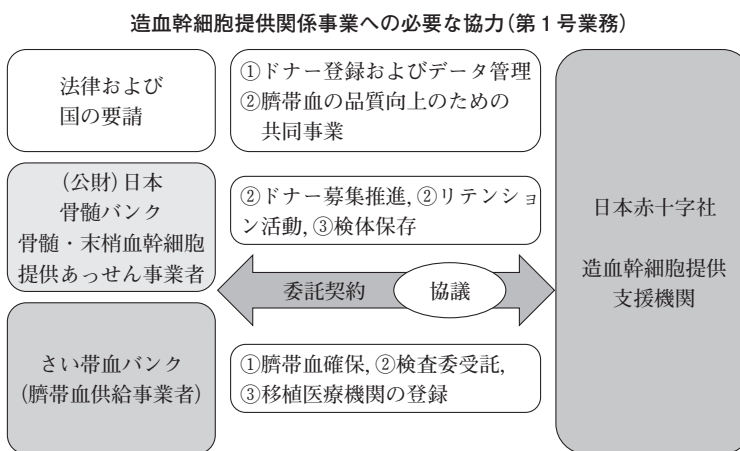 造血幹細胞提供関係事業への必要な協力(第1号業務)
法律および
国の要請
①ドナー登録およびデータ管理
②臍帯血の品質向上のための
共同事業
(公財)日本
骨髄バンク
骨髄・末梢血幹細胞
提供あっせん事業者
②ドナー募集推進, ②リテンショ
ン活動, ③検体保存
委託契約
協議
さい帯血バンク
(臍帯血供給事業者)
①臍帯血確保, ②検査委受託,
③移植医療機関の登録
日本赤十字社
造血幹細胞提供
支援機関